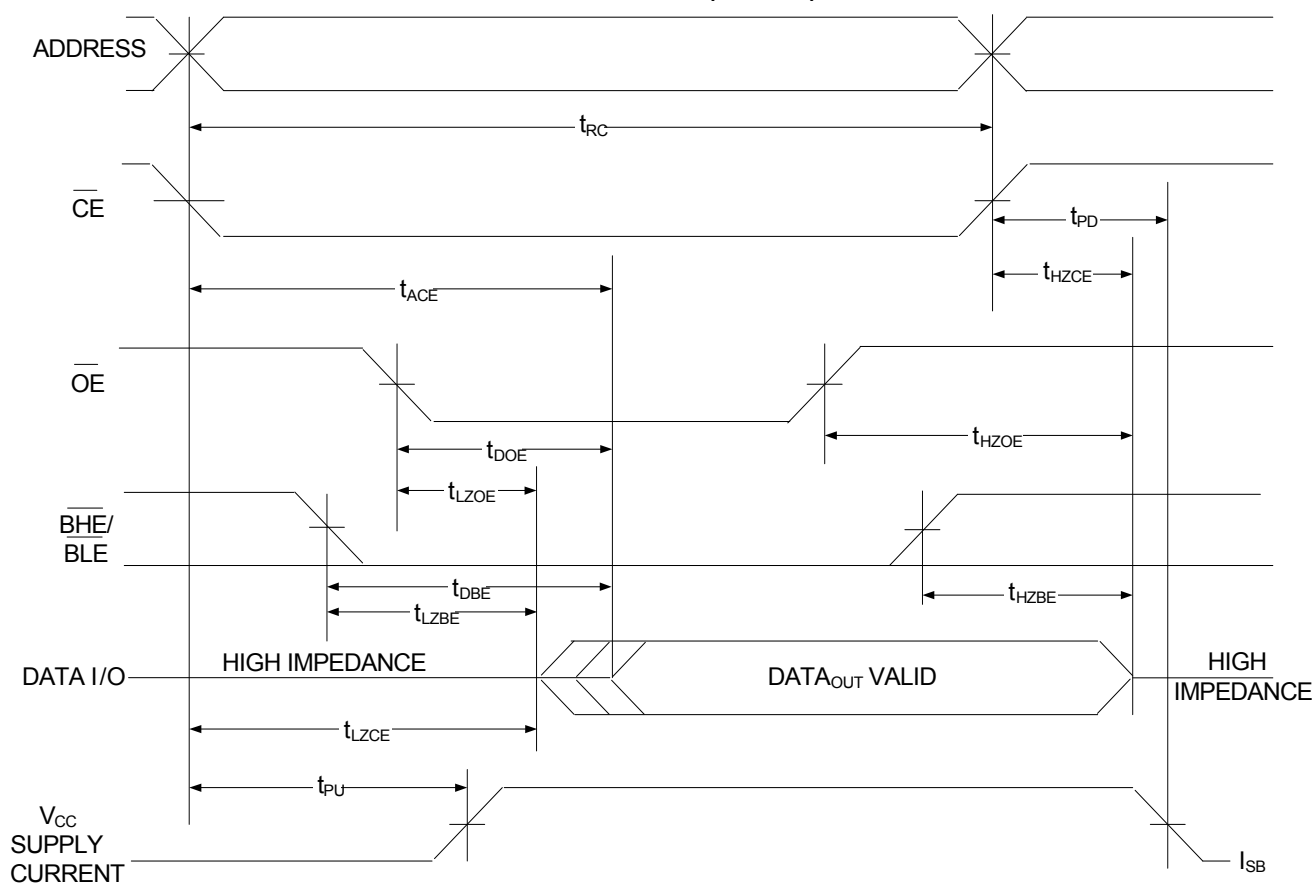 ADDRESS
tRC
CE
tPD
tHZCE
tACE
OE
tDOE
tHZOE
tLZOE
BHE/
BLE
tDBE
tHZBE
tLZBE
DATA I/O
HIGH IMPEDANCE
DATAOUT VALID
HIGH
IMPEDANCE
tLZCE
tPU
VCC
SUPPLY
CURRENT
ISB